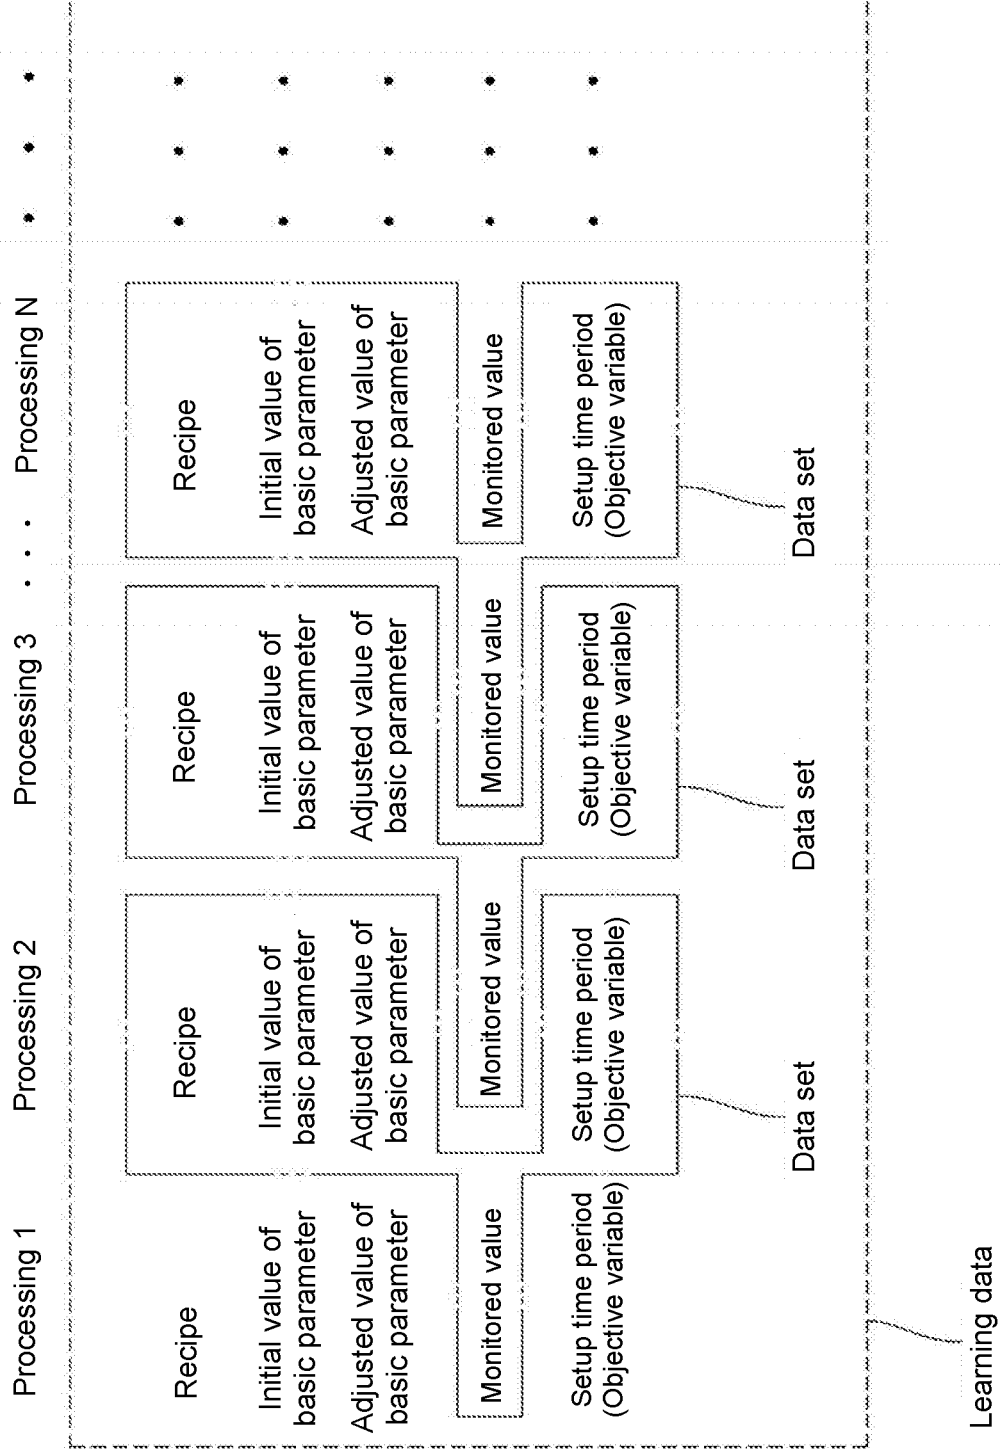 Processing 1
Processing 2
Processing 3
. . .
Processing N
Recipe
Initial value of
basic parameter
Adjusted value of
basic parameter
Monitored value
Setup time period
(Objective variable)
Recipe
Initial value of
basic parameter
Adjusted value of
basic parameter
Monitored value
Setup time period
(Objective variable)
Data set
Recipe
Initial value of
basic parameter
Adjusted value of
basic parameter
Monitored value
Setup time period
(Objective variable)
Data set
Recipe
Initial value of
basic parameter
Adjusted value of
basic parameter
Monitored value
Setup time period
(Objective variable)
Data set
Learning data